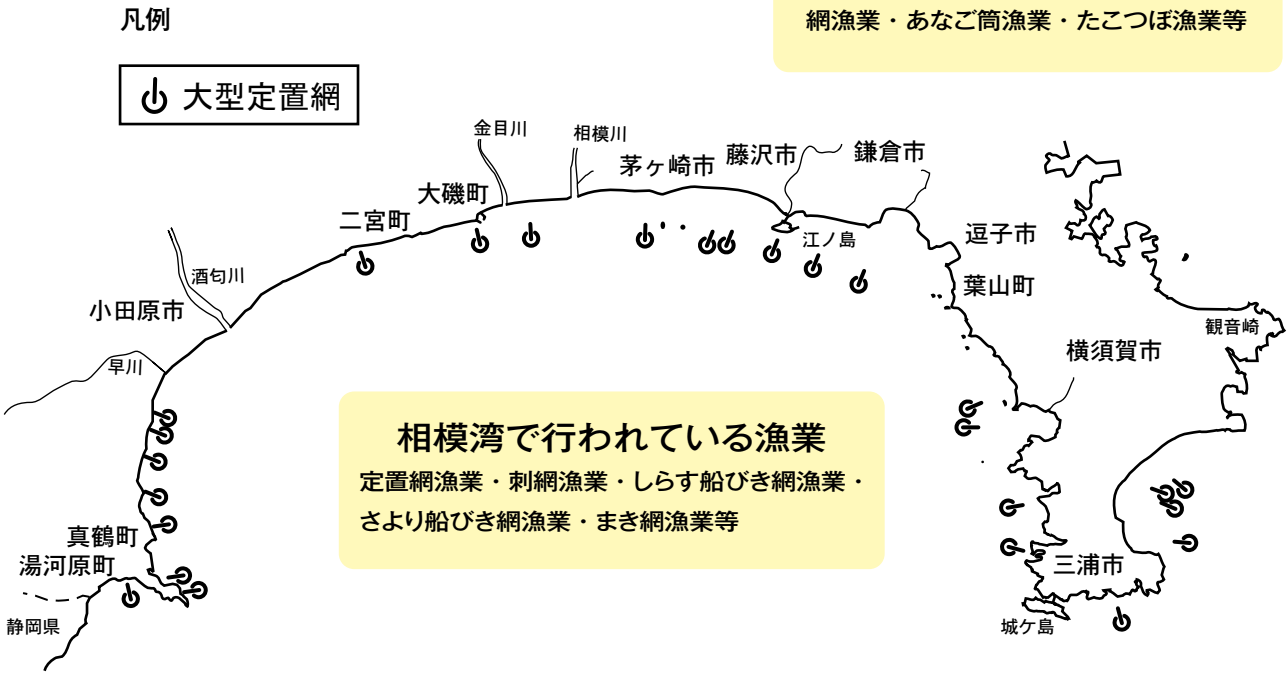 凡例
網漁業・あなご筒漁業・たこつぼ漁業等
大型定置網
金目川
相模川
茅ヶ崎市
藤沢市
鎌倉市
大磯町
二宮町
江ノ島
逗子市
酒匂川
葉山町
小田原市
観音崎
横須賀市
早川
相模湾で行われている漁業
定置網漁業・刺網漁業・しらす船びき網漁業・
さより船びき網漁業・まき網漁業等
真鶴町
湯河原町
三浦市
静岡県
城ケ島